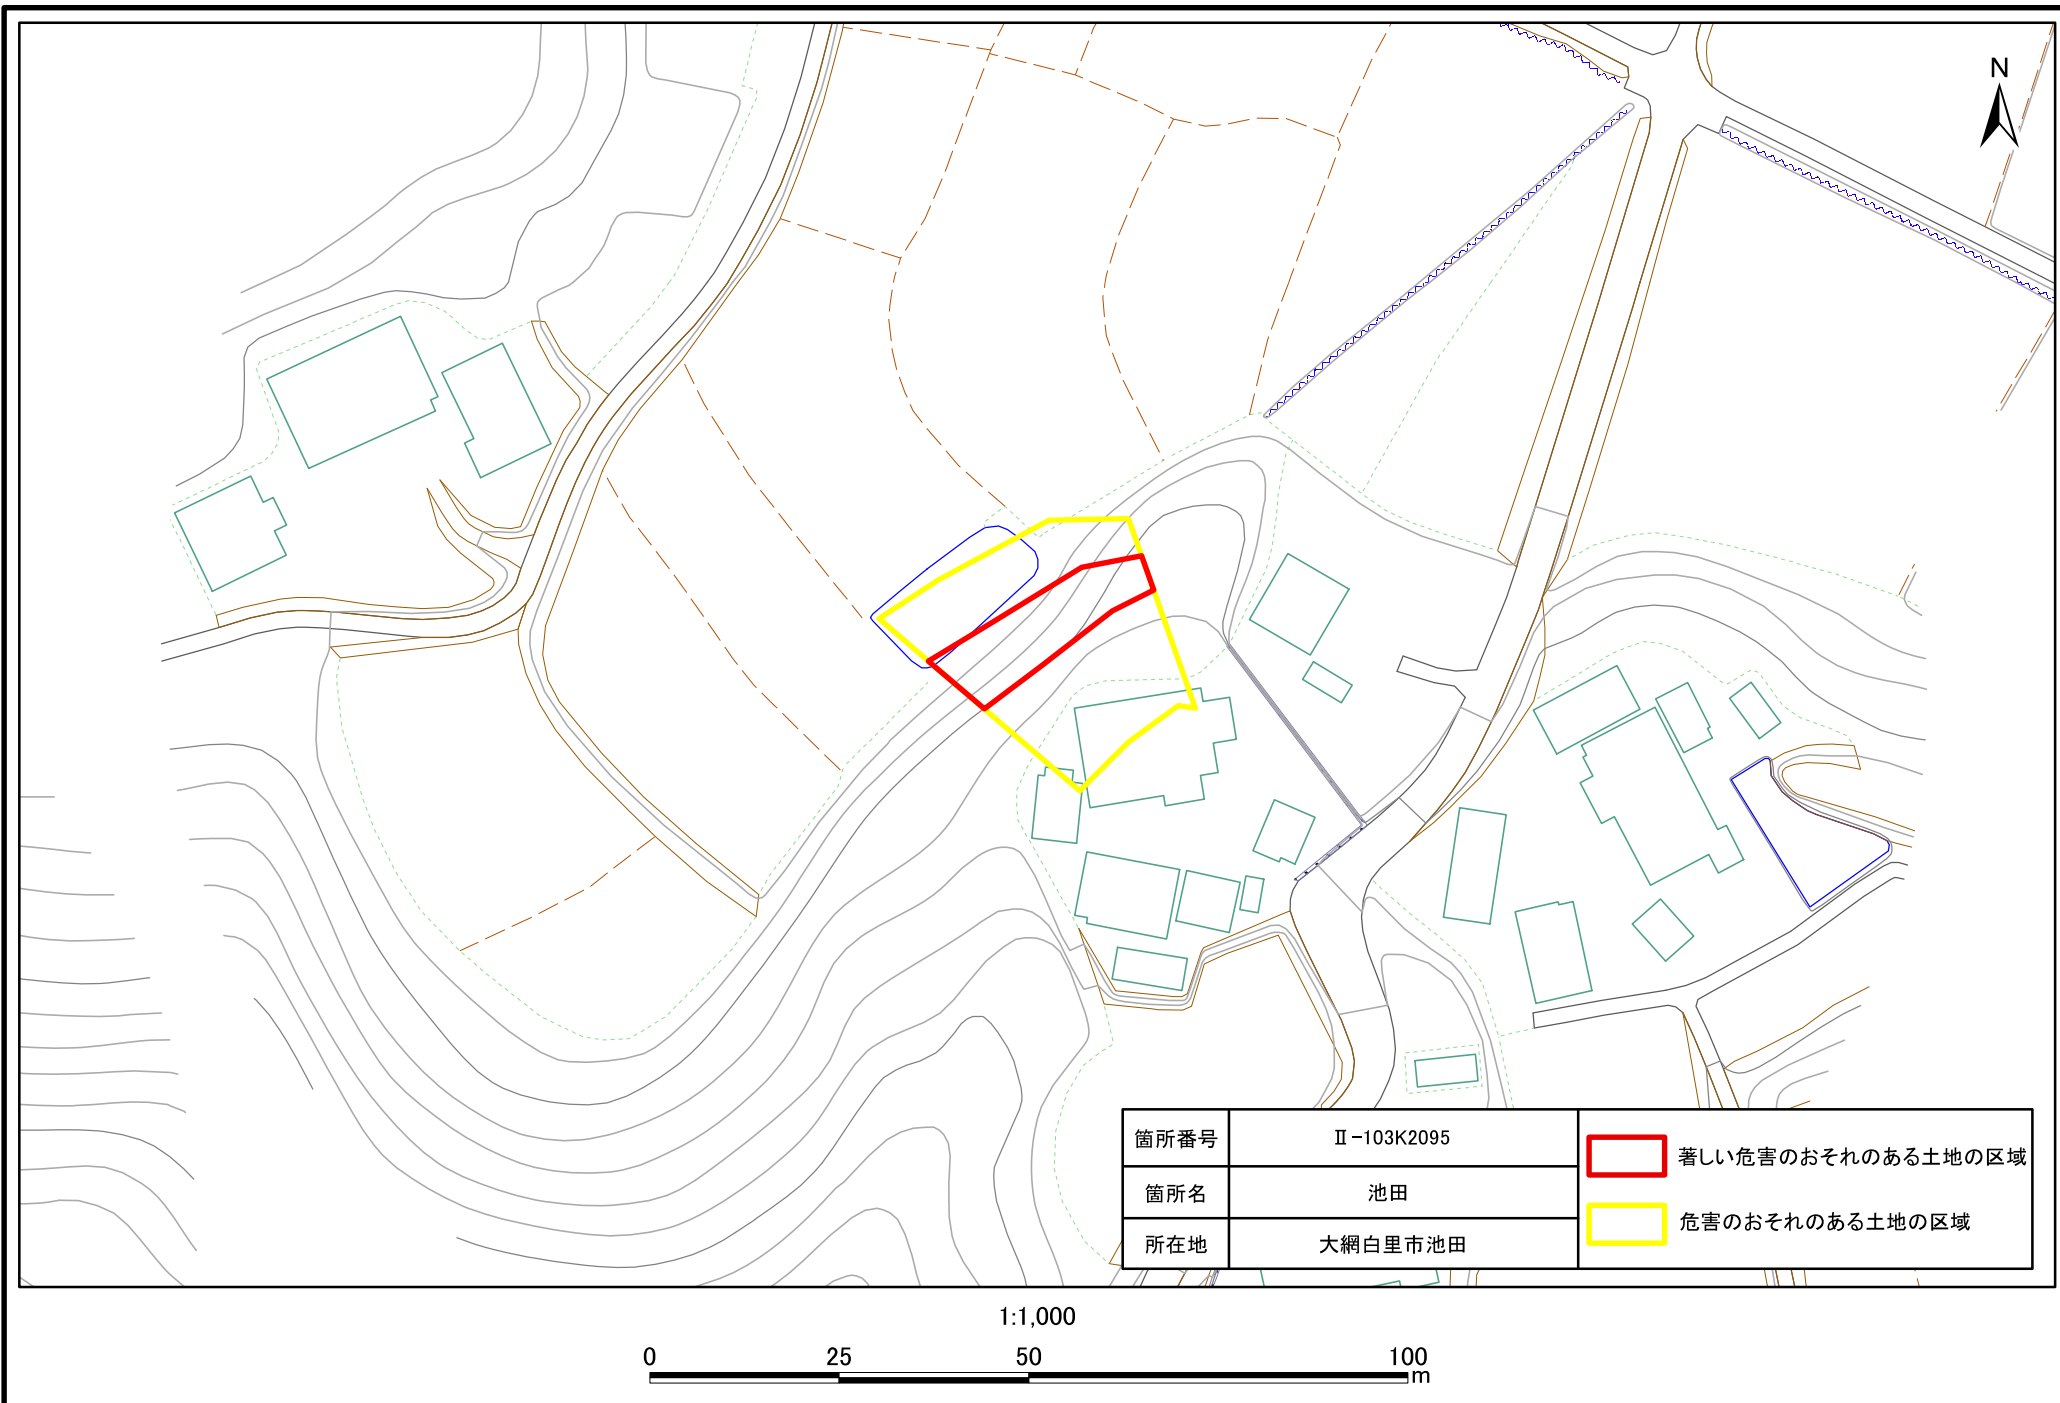 N
箇所番号 Ⅱ-103K2095
箇所名 池田
所在地 大網白里市池田
著しい危害のおそれのある土地の区域
危害のおそれのある土地の区域
1:1,000
0 25 50 100
m